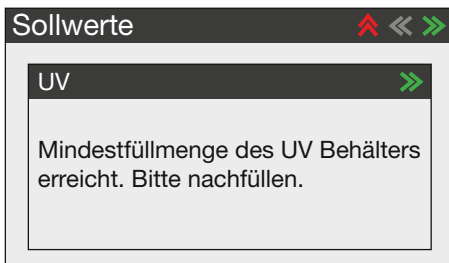 Sollwerte
UV
Mindestfüllmenge des UV Behälters
erreicht. Bitte nachfüllen.